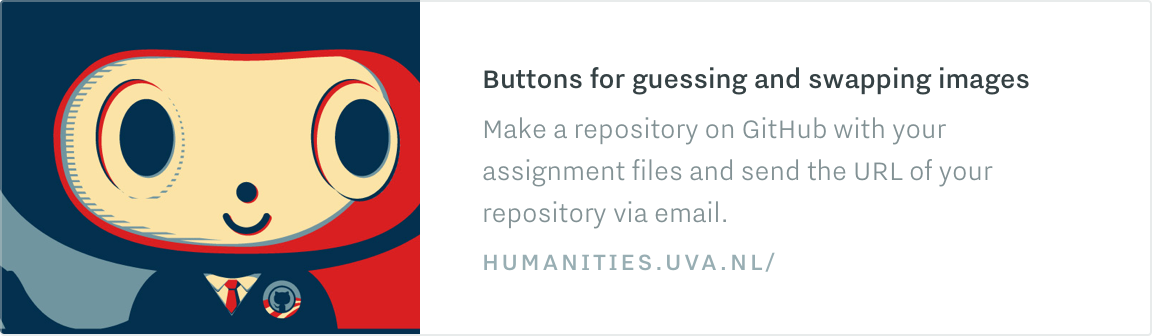 Buttons for guessing and swapping images
Make a repository on GitHub with your
assignment files and send the URL of your
repository via email.
HUMANITIES.UVA.NL/